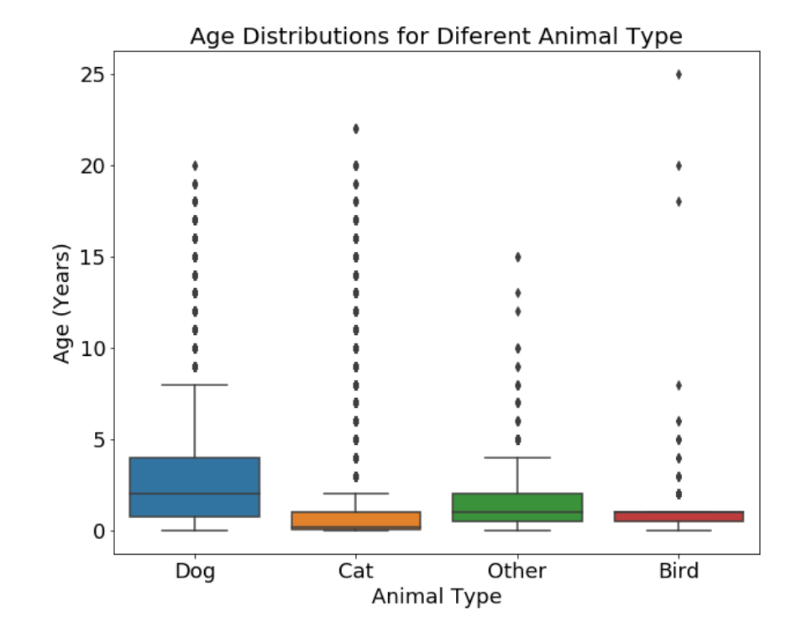 Age Distributions for Diferent Animal Type
25
20
15
10
5
0
Age (Years)
Dog Cat Other Bird
Animal Type